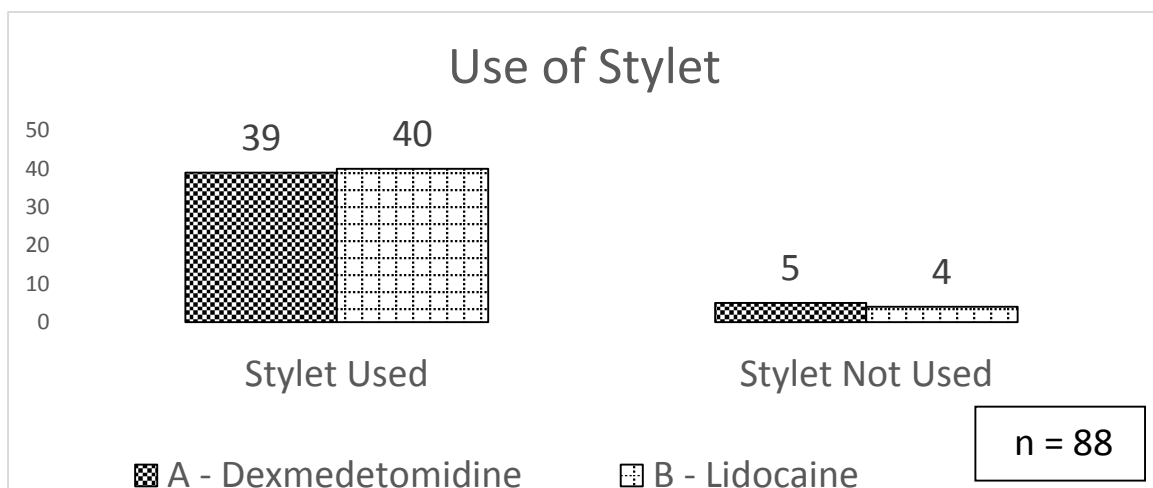 Use of Stylet
50
40
30
20
10
0
39
40
5
4
Stylet Used
Stylet Not Used
n = 88
A - Dexmedetomidine
B - Lidocaine